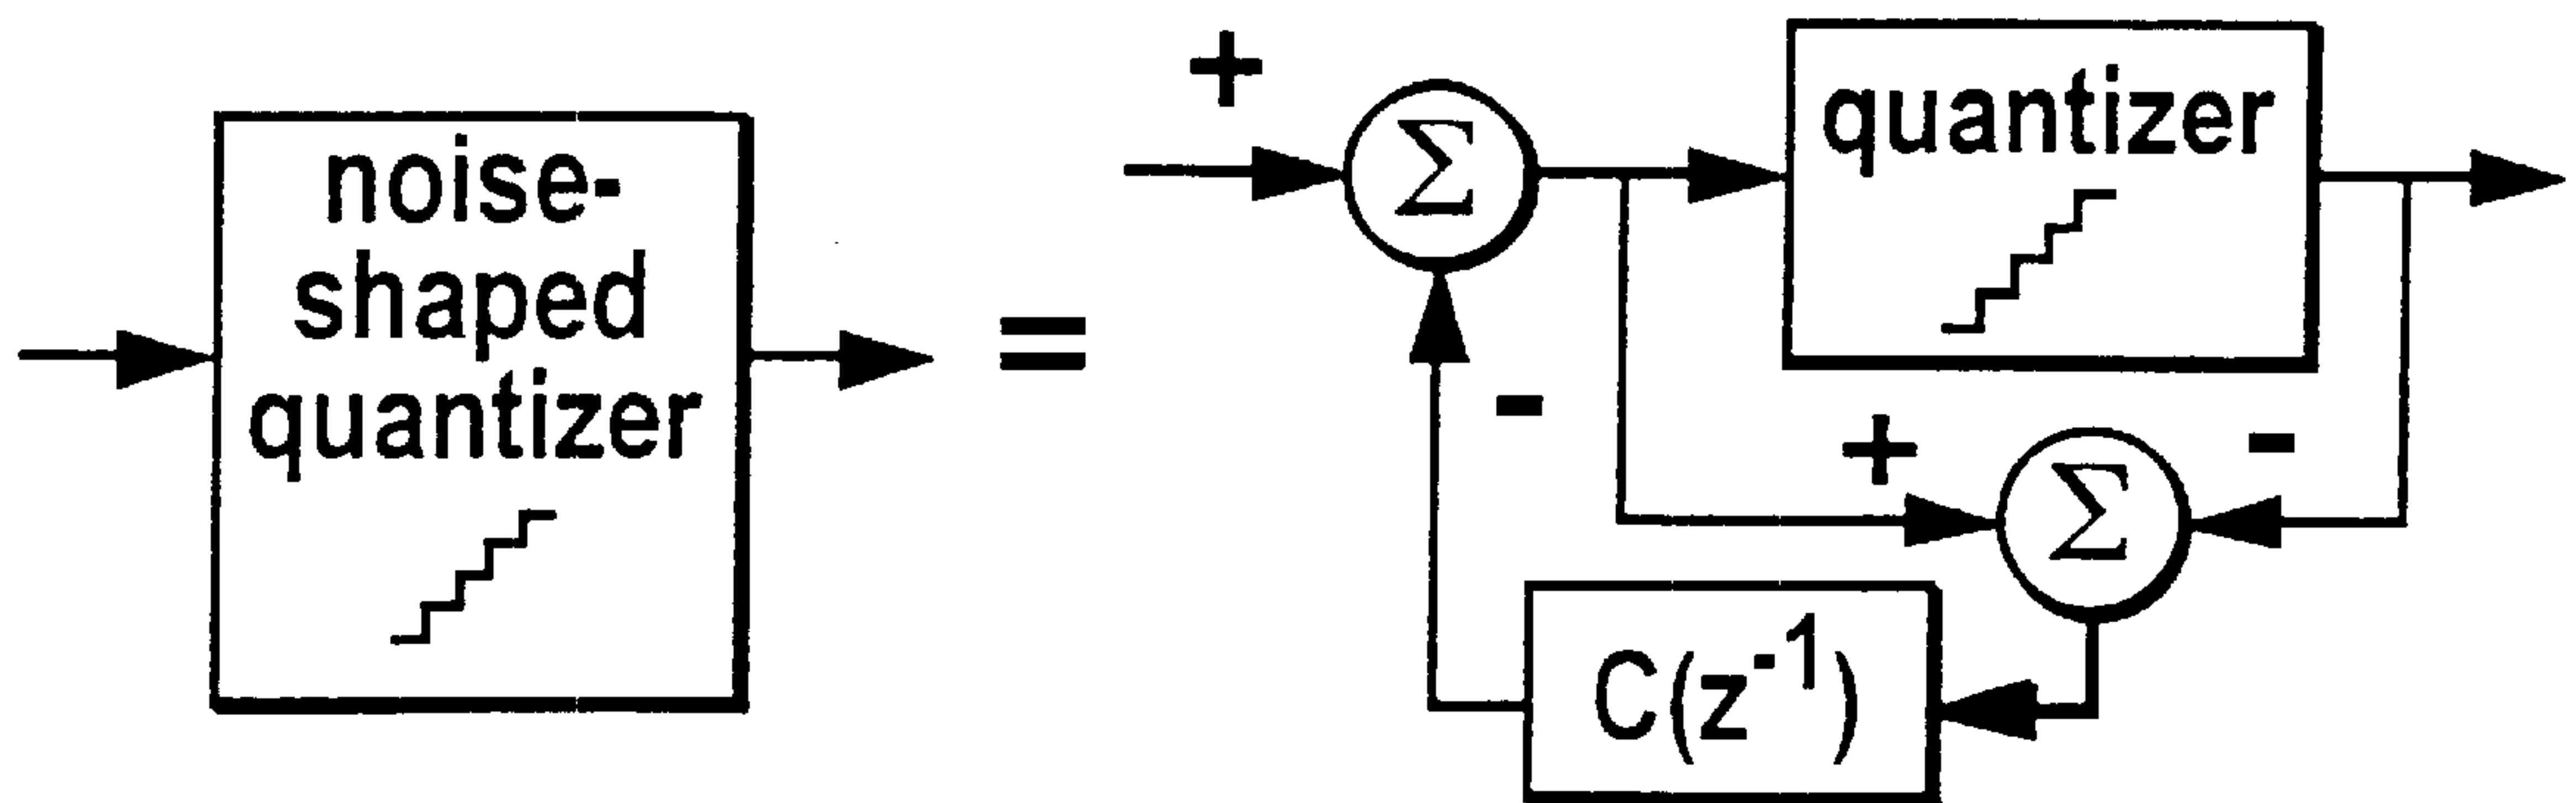 noise-
shaped
quantizer
=
+
Σ
quantizer
-
+
-
Σ
C(z⁻¹)